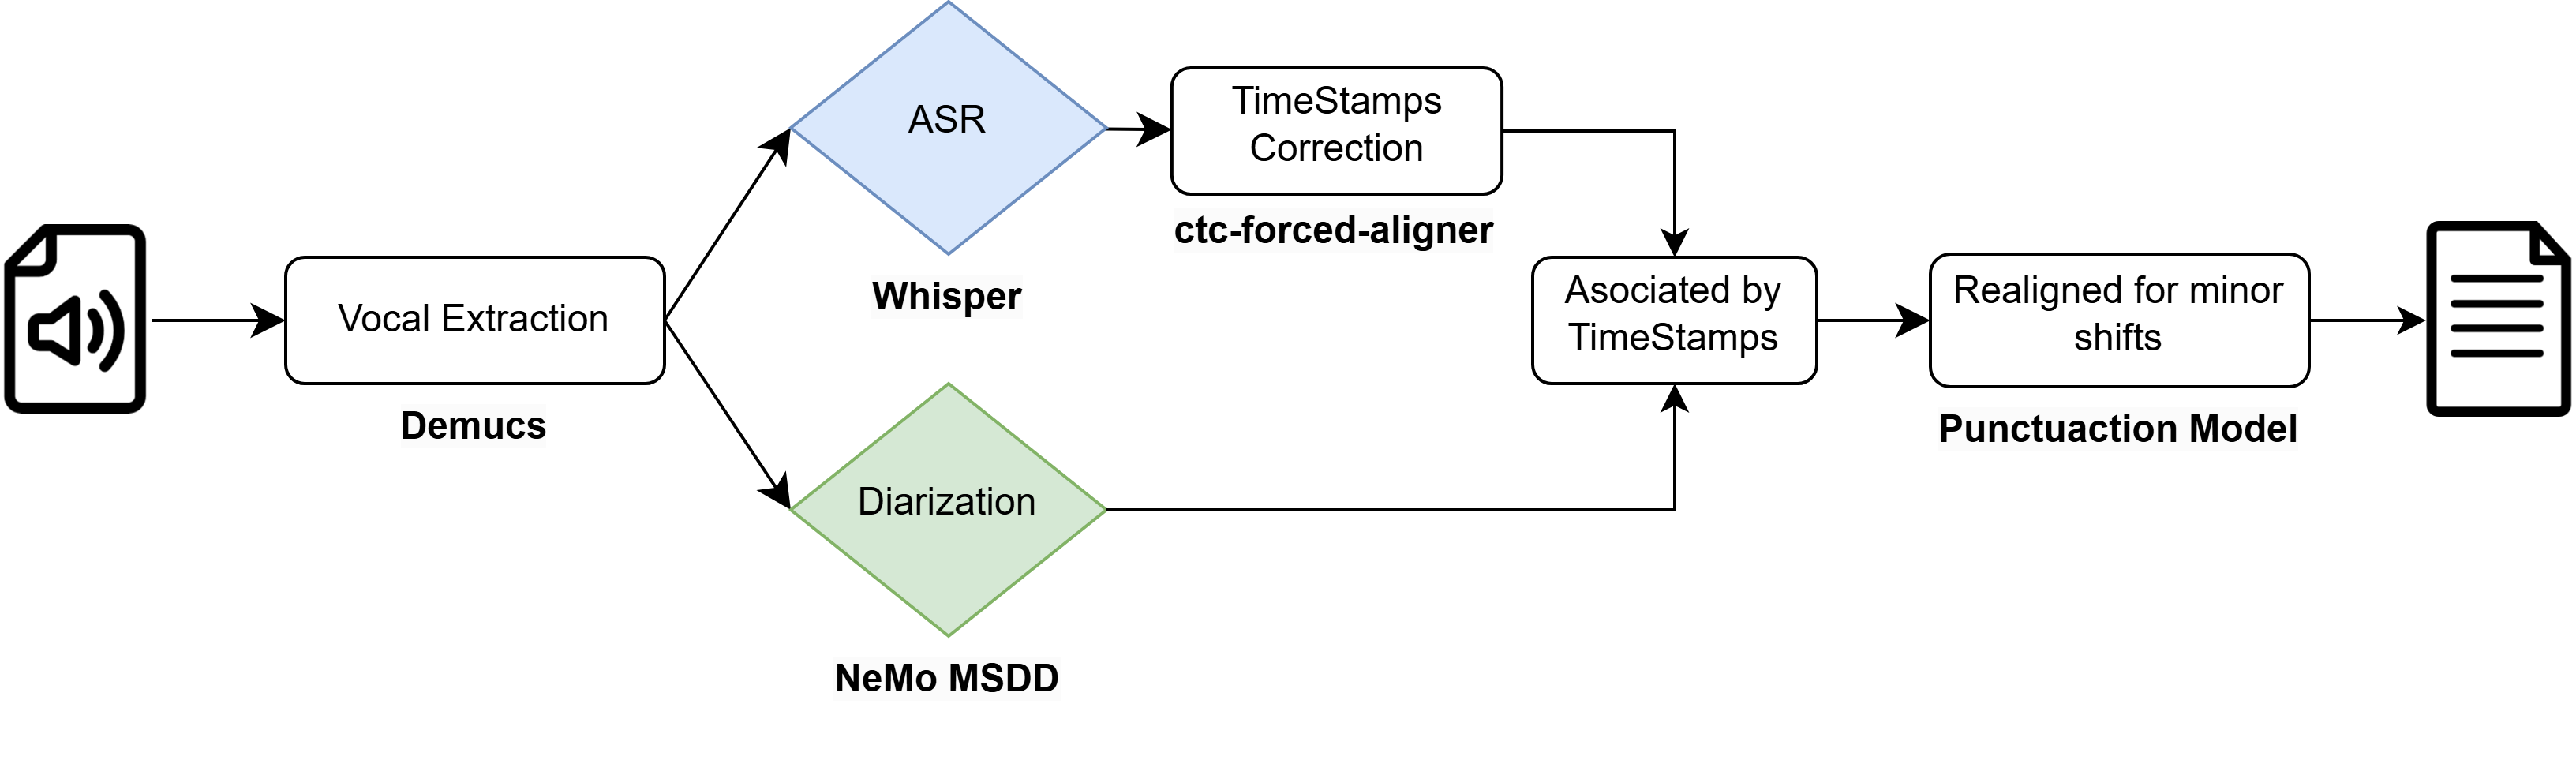 Vocal Extraction
Demucs
ASR
Whisper
TimeStamps
Correction
ctc-forced-aligner
Diarization
NeMo MSDD
Asociated by
TimeStamps
Realigned for minor
shifts
Punctuaction Model